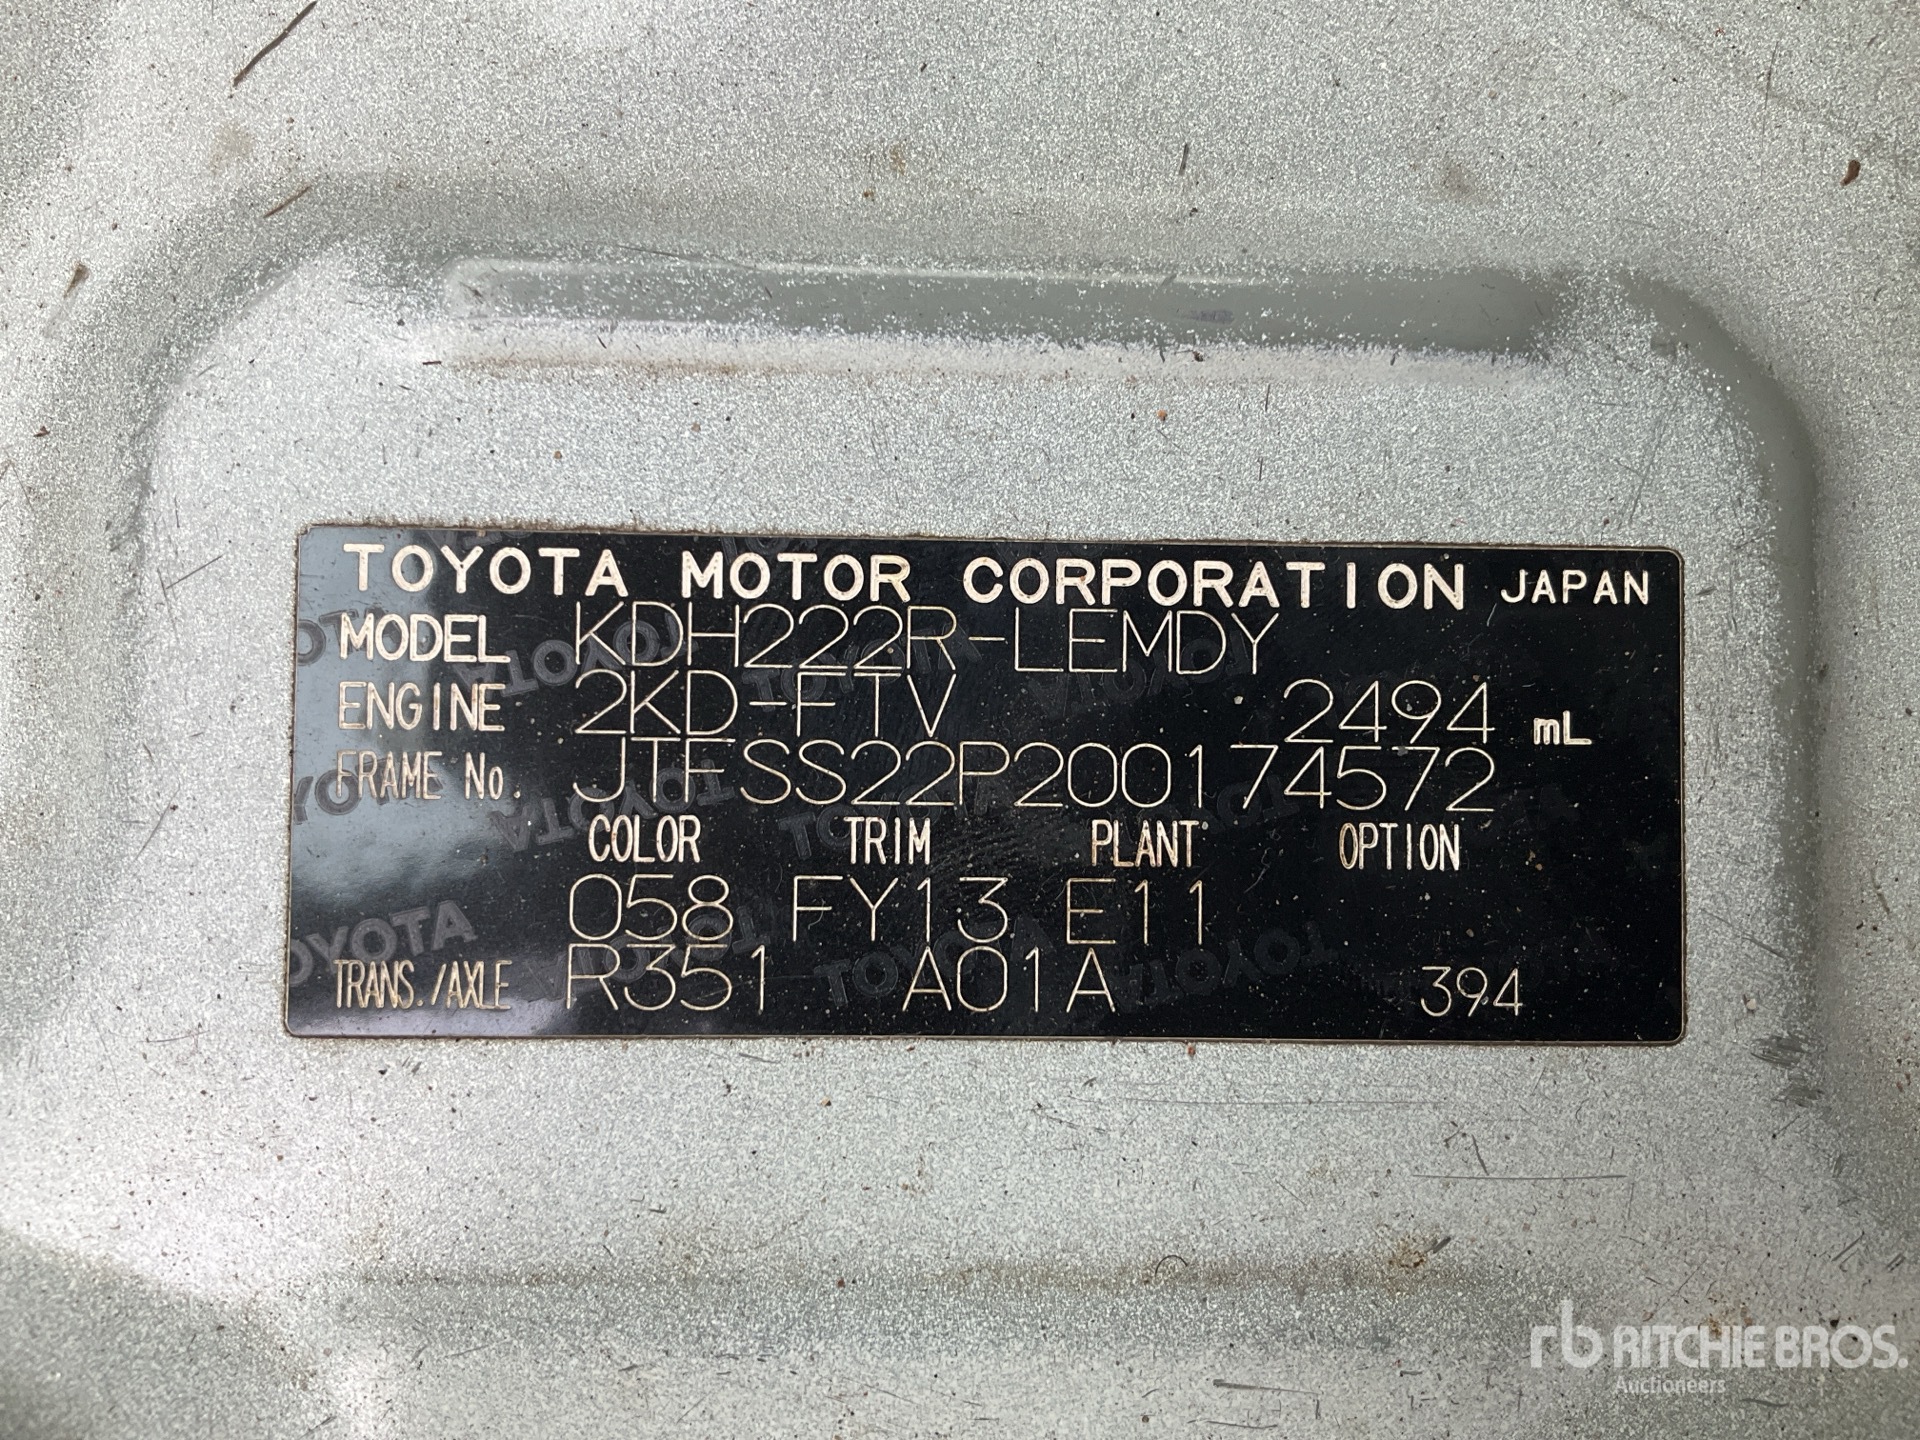 TOYOTA MOTOR CORPORATION JAPAN
MODEL KDH222R-LEMDY
ENGINE 2KD-FTV 2494 mL
FRAME No. JTFSS22P200174572
COLOR TRIM PLANT OPTION
058 FY13 E11
TRANS./AXLE R351 A01A 394
rb RITCHIE BROS.
Auctioneers